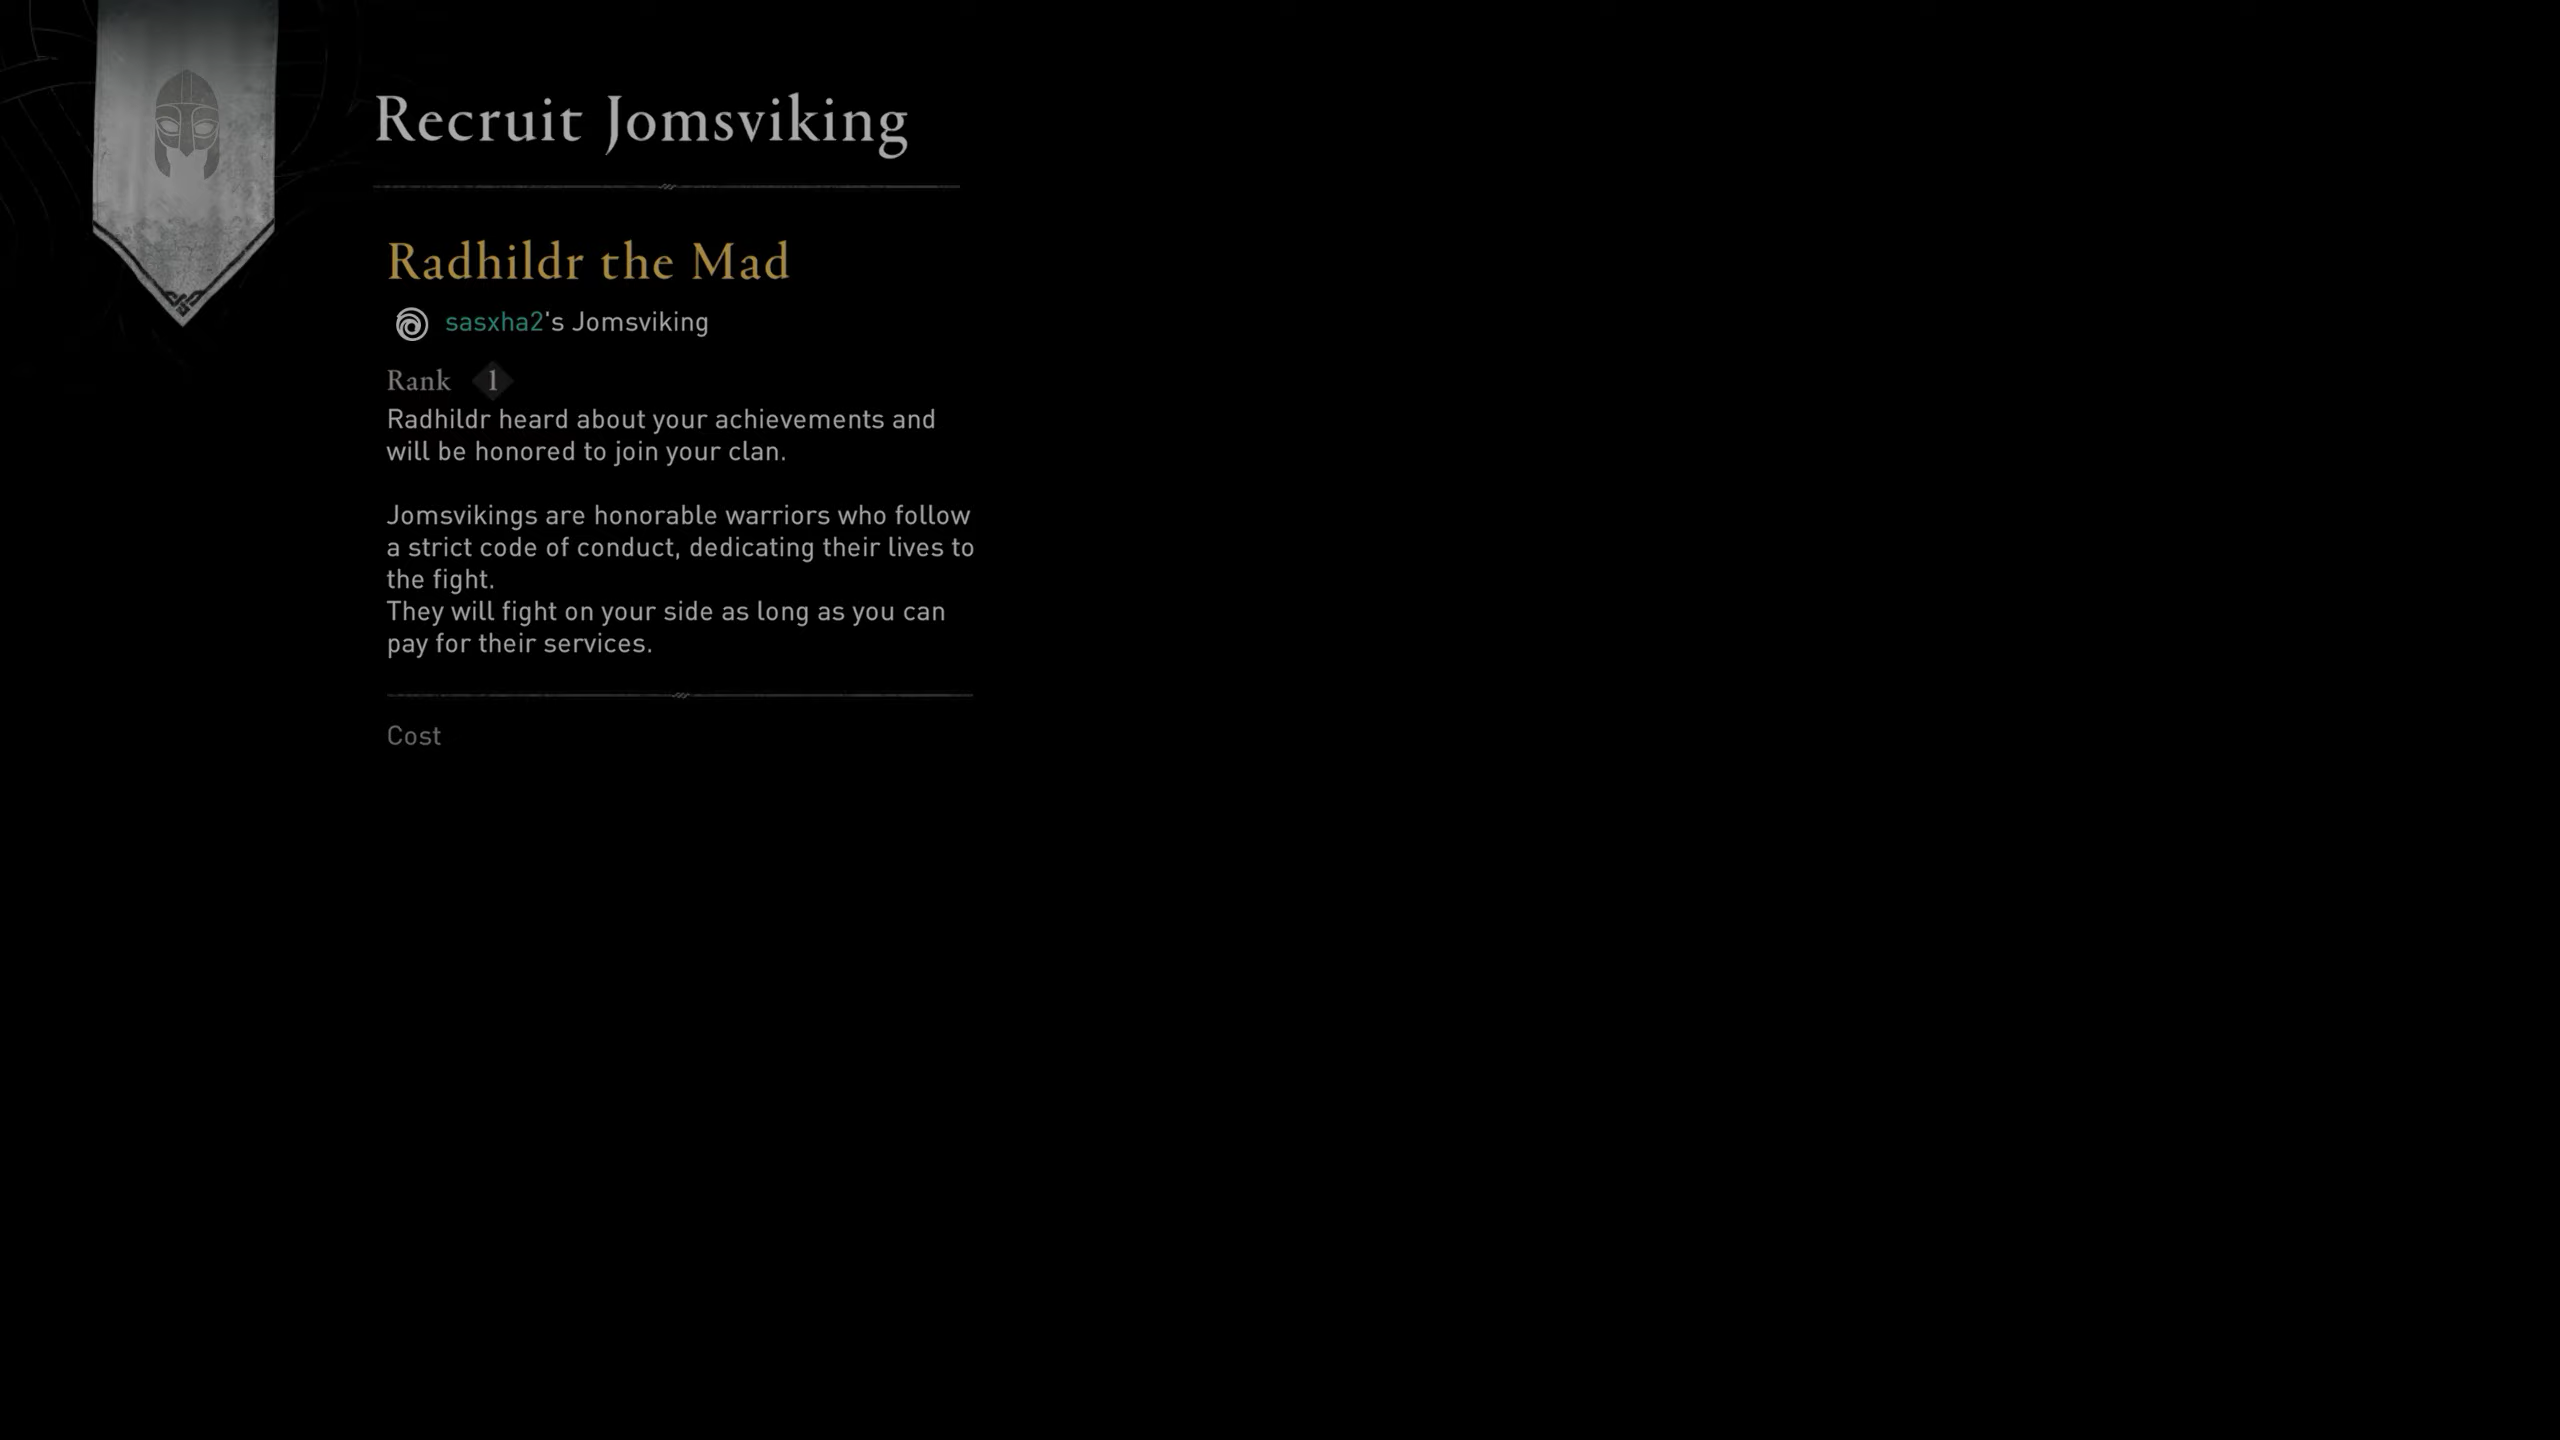 Recruit Jomsviking
Radhildr the Mad
sasxha2's Jomsviking
Rank 1
Radhildr heard about your achievements and
will be honored to join your clan.
Jomsvikings are honorable warriors who follow
a strict code of conduct, dedicating their lives to
the fight.
They will fight on your side as long as you can
pay for their services.
Cost